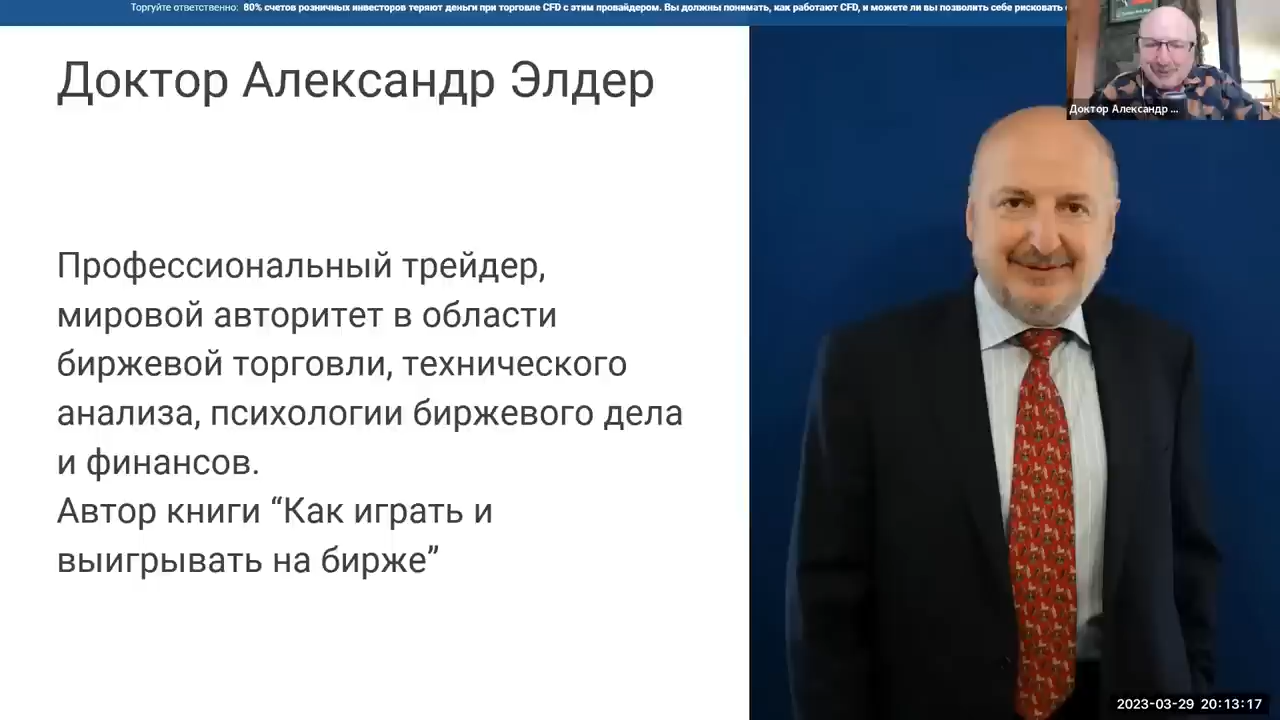 Торгуйте ответственно: 80% счетов розничных инвесторов теряют деньги при торговле CFD с этим провайдером. Вы должны понимать, как работают CFD, и можете ли вы позволить себе рисковать
Доктор Александр ...
Доктор Александр Элдер
Профессиональный трейдер,
мировой авторитет в области
биржевой торговли, технического
анализа, психологии биржевого дела
и финансов.
Автор книги “Как играть и
выигрывать на бирже”
2023-03-29 20:13:17